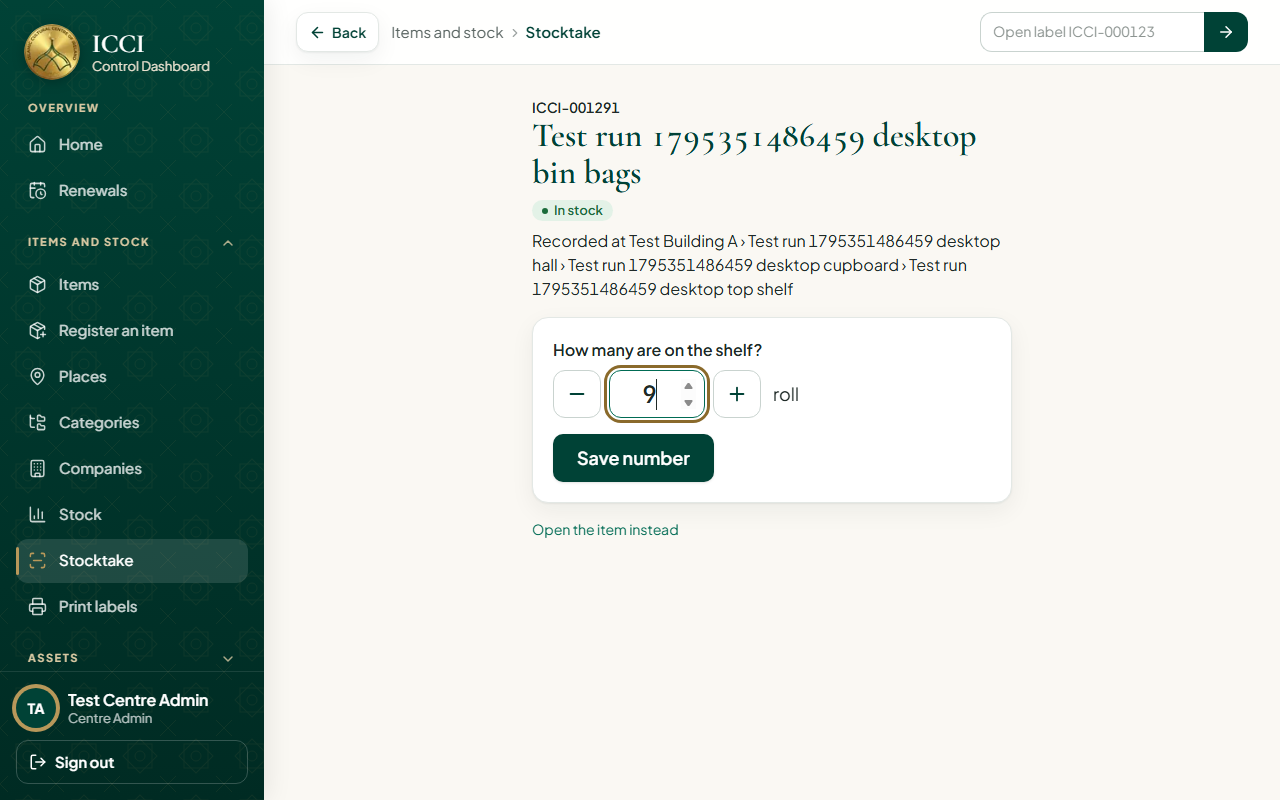 ICCI
Control Dashboard
OVERVIEW
Home
Renewals
ITEMS AND STOCK
Items
Register an item
Places
Categories
Companies
Stock
Stocktake
Print labels
ASSETS
TA
Test Centre Admin
Centre Admin
Sign out
Back
Items and stock › Stocktake
Open label ICCI-000123
ICCI-001291
Test run 1795351486459 desktop
bin bags
In stock
Recorded at Test Building A › Test run 1795351486459 desktop
hall › Test run 1795351486459 desktop cupboard › Test run
1795351486459 desktop top shelf
How many are on the shelf?
9
roll
Save number
Open the item instead